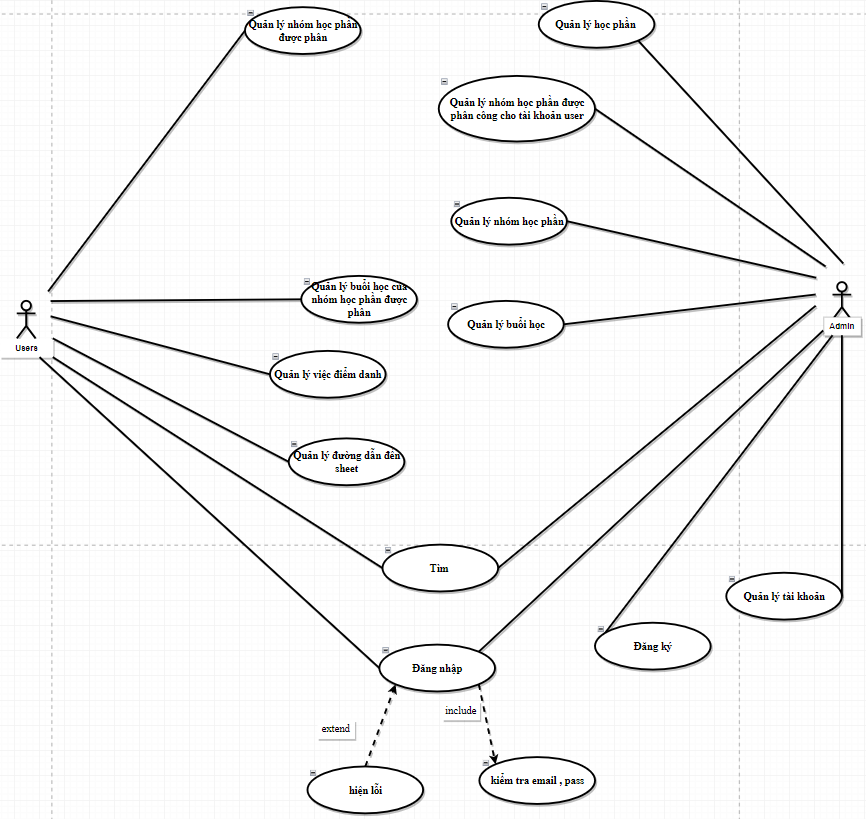 Quản lý nhóm học phần
được phân
Quản lý học phần
Quản lý nhóm học phần được
phân công cho tài khoản user
Quản lý nhóm học phần
Quản lý buổi học của
nhóm học phần được
phân
Quản lý buổi học
Users
Admin
Quản lý việc điểm danh
Quản lý đường dẫn đến
sheet
Tìm
Quản lý tài khoản
Đăng ký
Đăng nhập
include
extend
kiểm tra email , pass
hiện lỗi